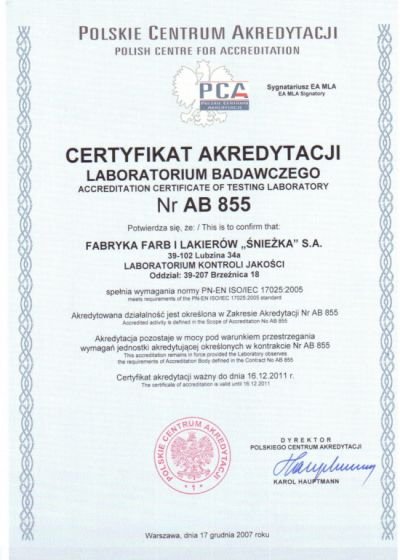 POLSKIE CENTRUM AKREDYTACJI
POLISH CENTRE FOR ACCREDITATION
PCA
POLSKIE CENTRUM
AKREDYTACJI
Sygnatariusz EA MLA
EA MLA Signatory
CERTYFIKAT AKREDYTACJI
LABORATORIUM BADAWCZEGO
ACCREDITATION CERTIFICATE OF TESTING LABORATORY
Nr AB 855
Potwierdza się, że: / This is to confirm that:
FABRYKA FARB I LAKIERÓW „ŚNIEŻKA" S.A.
39-102 Lubzina 34a
LABORATORIUM KONTROLI JAKOŚCI
Oddział: 39-207 Brzeźnica 18
spełnia wymagania normy PN-EN ISO/IEC 17025:2005
meets requirements of the PN-EN ISO/IEC 17025:2005 standard
Akredytowana działalność jest określona w Zakresie Akredytacji Nr AB 855
Accredited activity is defined in the Scope of Accreditation No AB 855
Akredytacja pozostaje w mocy pod warunkiem przestrzegania
wymagań jednostki akredytującej określonych w kontrakcie Nr AB 855
This accreditation remains in force provided the Laboratory observes
the requirements of Accreditation Body defined in the Contract No AB 855
Certyfikat akredytacji ważny do dnia 16.12.2011 r.
The certificate of accreditation is valid until 16.12.2011
POLSKIE CENTRUM AKREDYTACJI
DYREKTOR
POLSKIEGO CENTRUM AKREDYTACJI
KAROL HAUPTMANN
Warszawa, dnia 17 grudnia 2007 roku